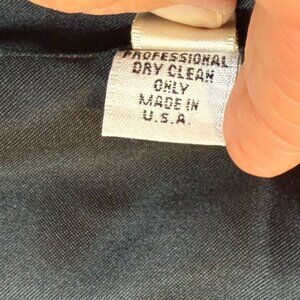 PROFESSIONAL
DRY CLEAN
ONLY
MADE IN
U.S.A.